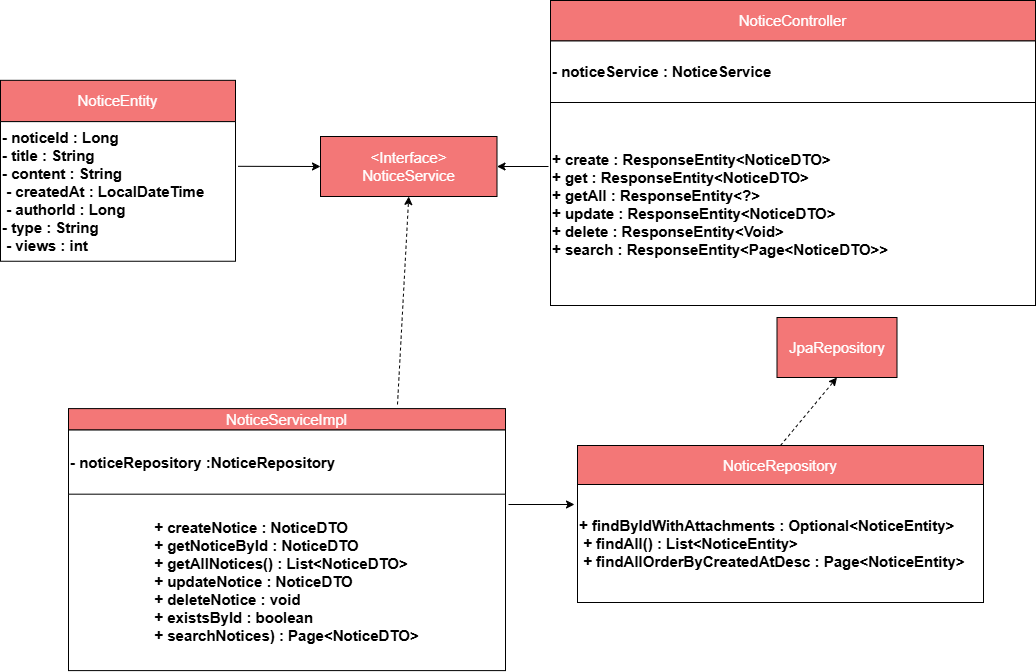 NoticeController
- noticeService : NoticeService
+ create : ResponseEntity<NoticeDTO>
+ get : ResponseEntity<NoticeDTO>
+ getAll : ResponseEntity<?>
+ update : ResponseEntity<NoticeDTO>
+ delete : ResponseEntity<Void>
+ search : ResponseEntity<Page<NoticeDTO>>
NoticeEntity
- noticeId : Long
- title : String
- content : String
- createdAt : LocalDateTime
- authorId : Long
- type : String
- views : int
<Interface>
NoticeService
JpaRepository
NoticeServiceImpl
- noticeRepository :NoticeRepository
+ createNotice : NoticeDTO
+ getNoticeById : NoticeDTO
+ getAllNotices() : List<NoticeDTO>
+ updateNotice : NoticeDTO
+ deleteNotice : void
+ existsById : boolean
+ searchNotices) : Page<NoticeDTO>
NoticeRepository
+ findByIdWithAttachments : Optional<NoticeEntity>
+ findAll() : List<NoticeEntity>
+ findAllOrderByCreatedAtDesc : Page<NoticeEntity>